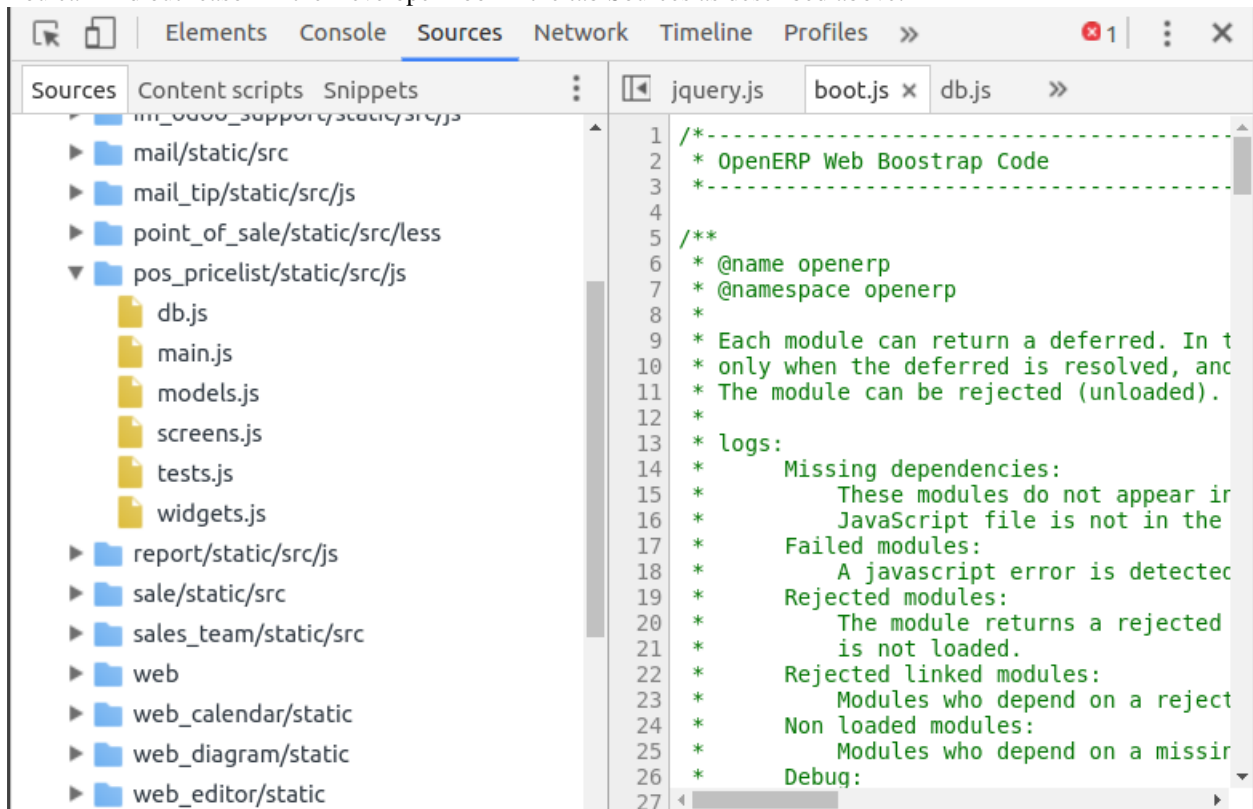 Elements Console Sources Network Timeline Profiles » 1
Sources Content scripts Snippets
jquery.js boot.js × db.js »
im_odoo_support/static/src/js
mail/static/src
mail_tip/static/src/js
point_of_sale/static/src/less
pos_pricelist/static/src/js
db.js
main.js
models.js
screens.js
tests.js
widgets.js
report/static/src/js
sale/static/src
sales_team/static/src
web
web_calendar/static
web_diagram/static
web_editor/static
1 /*----------------------------------------
2 * OpenERP Web Boostrap Code
3 *----------------------------------------
4
5 /**
6 * @name openerp
7 * @namespace openerp
8 *
9 * Each module can return a deferred. In t
10 * only when the deferred is resolved, and
11 * The module can be rejected (unloaded).
12 *
13 * logs:
14 * Missing dependencies:
15 * These modules do not appear in
16 * JavaScript file is not in the
17 * Failed modules:
18 * A javascript error is detected
19 * Rejected modules:
20 * The module returns a rejected
21 * is not loaded.
22 * Rejected linked modules:
23 * Modules who depend on a reject
24 * Non loaded modules:
25 * Modules who depend on a missin
26 * Debug:
27